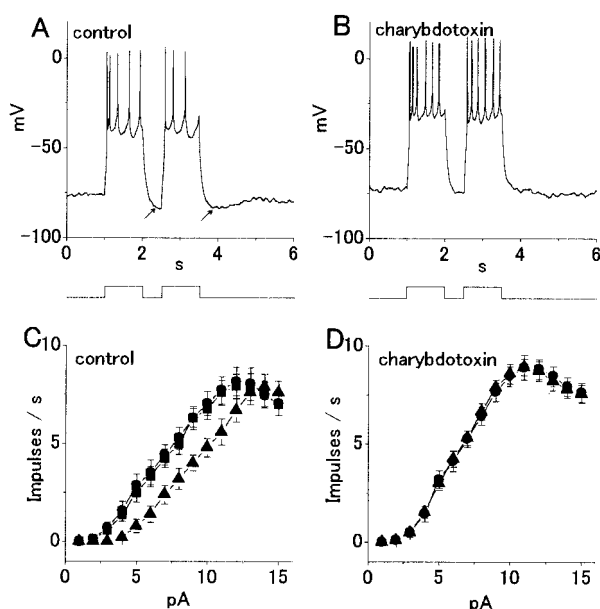 A
control
0
-50
-100
mV
0 2 4 6
s
B
charybdotoxin
0
-50
-100
mV
0 2 4 6
s
C
control
10
5
0
Impulses / s
0 5 10 15
pA
D
charybdotoxin
10
5
0
Impulses / s
0 5 10 15
pA